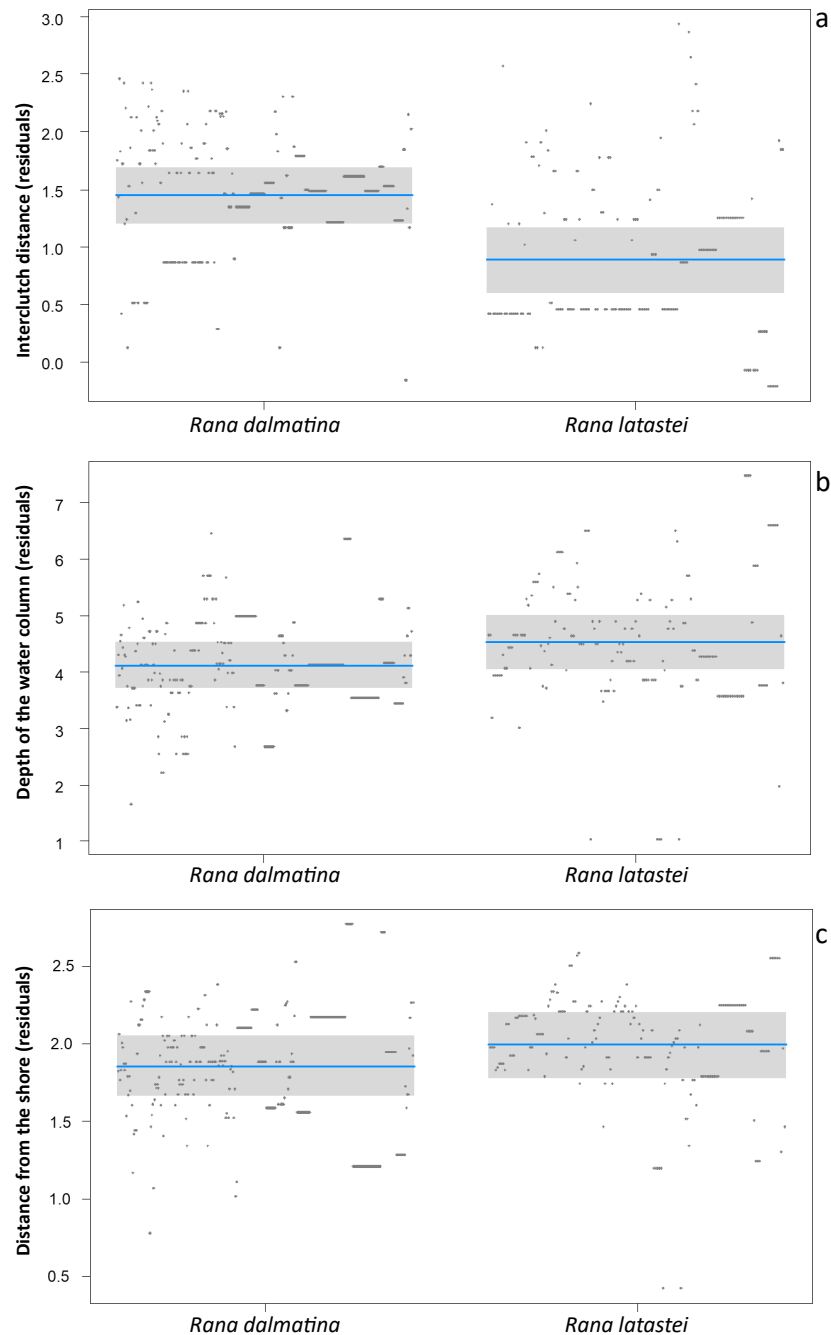 a
Interclutch distance (residuals)
3.0
2.5
2.0
1.5
1.0
0.5
0.0
Rana dalmatina
Rana latastei
b
Depth of the water column (residuals)
7
6
5
4
3
2
1
Rana dalmatina
Rana latastei
c
Distance from the shore (residuals)
2.5
2.0
1.5
1.0
0.5
Rana dalmatina
Rana latastei